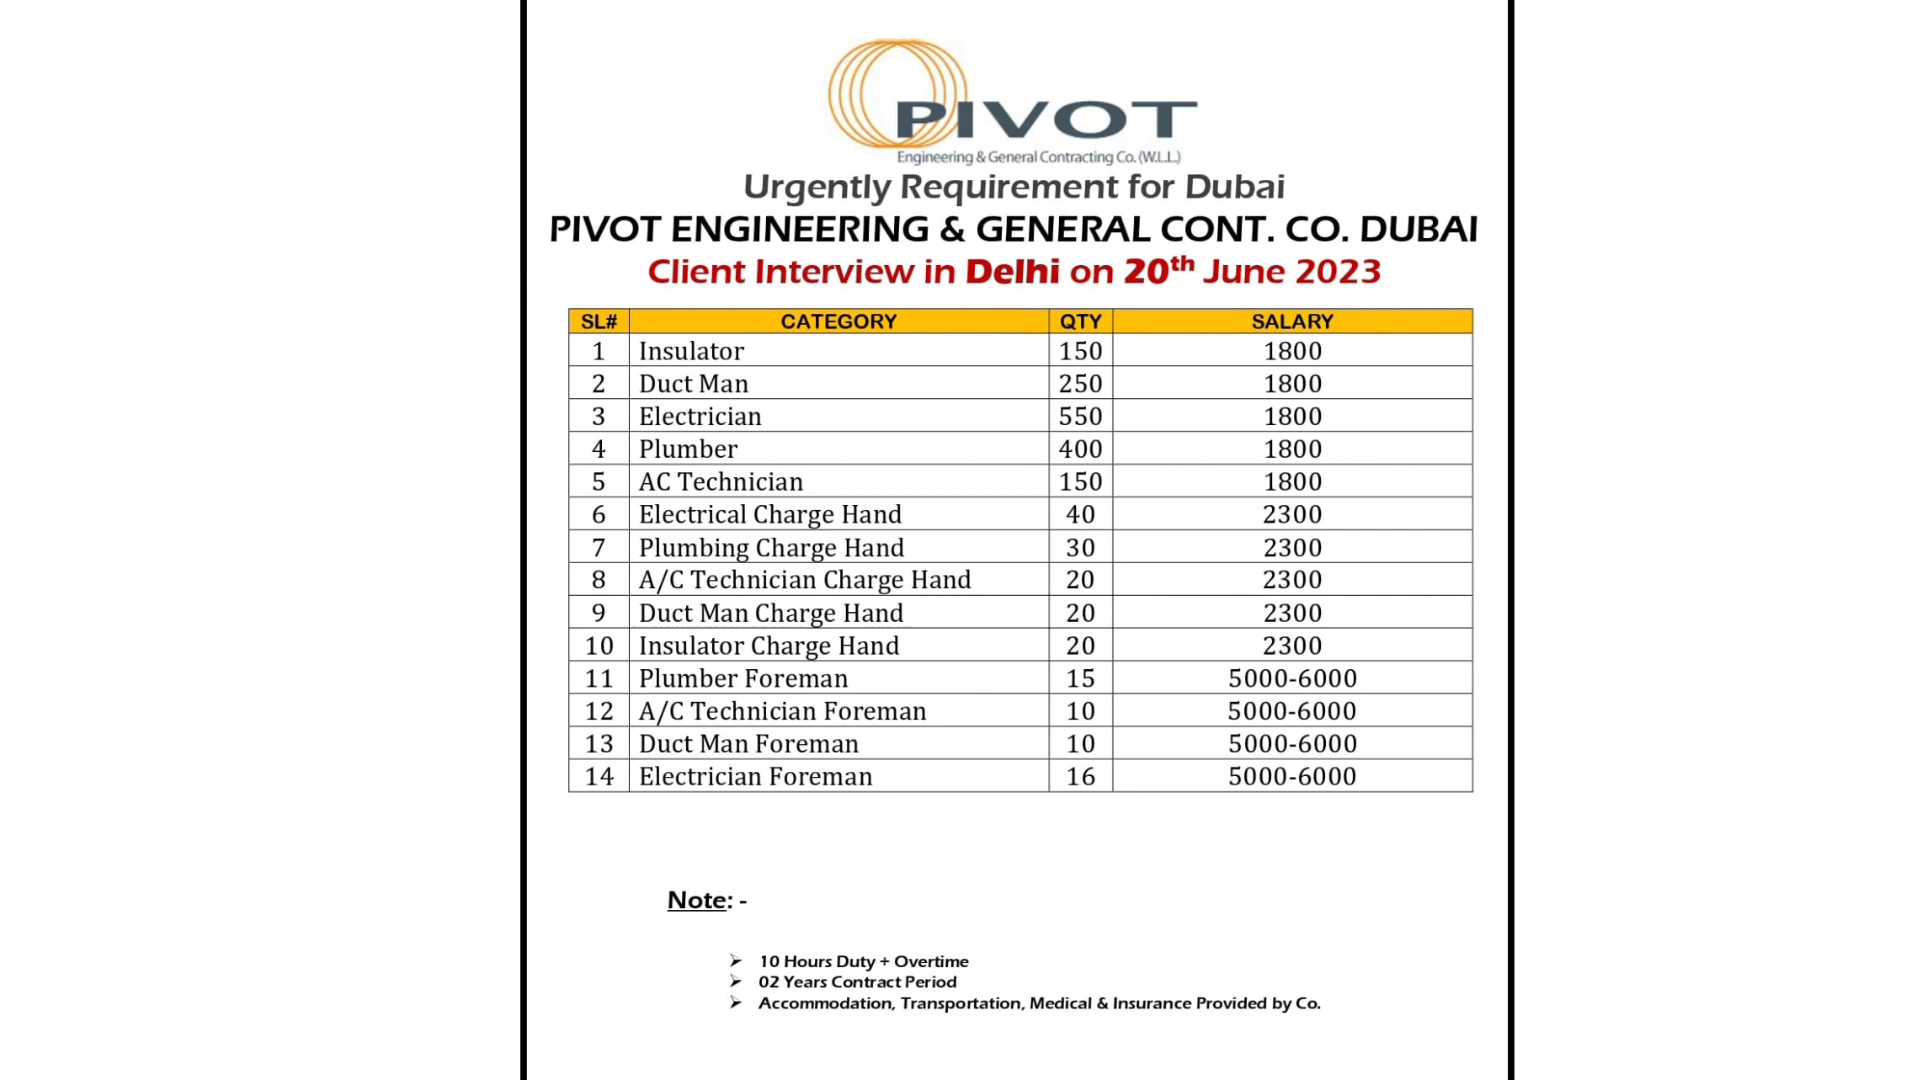 PIVOT
Engineering & General Contracting Co. (W.L.L)
Urgently Requirement for Dubai
PIVOT ENGINEERING & GENERAL CONT. CO. DUBAI
Client Interview in Delhi on 20th June 2023
SL# CATEGORY QTY SALARY
1 Insulator 150 1800
2 Duct Man 250 1800
3 Electrician 550 1800
4 Plumber 400 1800
5 AC Technician 150 1800
6 Electrical Charge Hand 40 2300
7 Plumbing Charge Hand 30 2300
8 A/C Technician Charge Hand 20 2300
9 Duct Man Charge Hand 20 2300
10 Insulator Charge Hand 20 2300
11 Plumber Foreman 15 5000-6000
12 A/C Technician Foreman 10 5000-6000
13 Duct Man Foreman 10 5000-6000
14 Electrician Foreman 16 5000-6000
Note: -
➢ 10 Hours Duty + Overtime
➢ 02 Years Contract Period
➢ Accommodation, Transportation, Medical & Insurance Provided by Co.